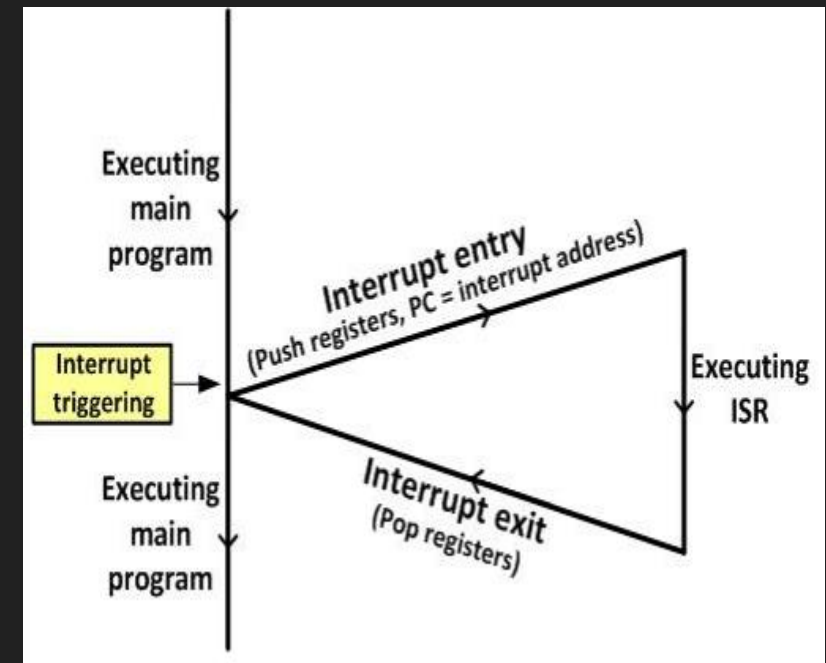 Executing
main
program
Interrupt entry
(Push registers, PC = interrupt address)
Interrupt
triggering
Executing
ISR
Interrupt exit
(Pop registers)
Executing
main
program